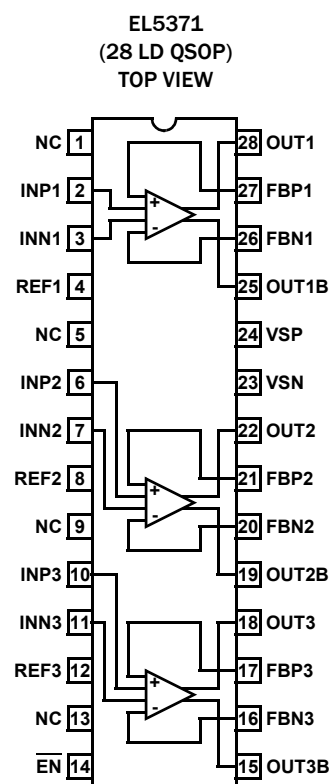 EL5371
(28 LD QSOP)
TOP VIEW
NC 1
28 OUT1
INP1 2
27 FBP1
+
INN1 3
-
26 FBN1
REF1 4
25 OUT1B
NC 5
24 VSP
INP2 6
23 VSN
INN2 7
22 OUT2
REF2 8
21 FBP2
+
NC 9
-
20 FBN2
INP3 10
19 OUT2B
INN3 11
18 OUT3
REF3 12
17 FBP3
+
NC 13
-
16 FBN3
E̅N̅ 14
15 OUT3B